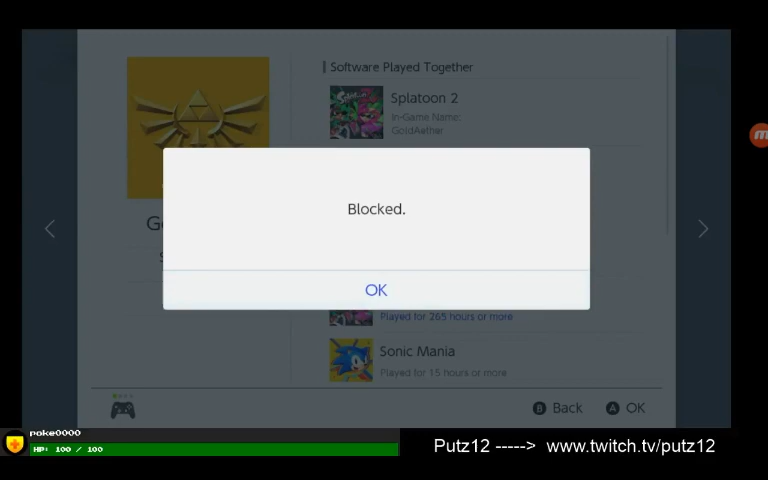 Software Played Together
Splatoon 2
In-Game Name:
GoldAether
Blocked.
OK
Played for 265 hours or more
Sonic Mania
Played for 15 hours or more
B Back A OK
poke0000
HP: 100 / 100
Putz12 -----> www.twitch.tv/putz12